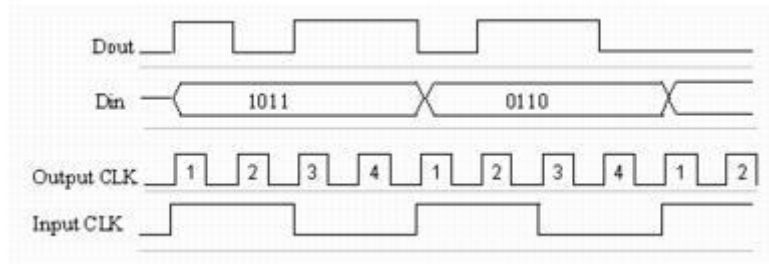 Dout
Din 1011 0110
Output CLK 1 2 3 4 1 2 3 4 1 2
Input CLK